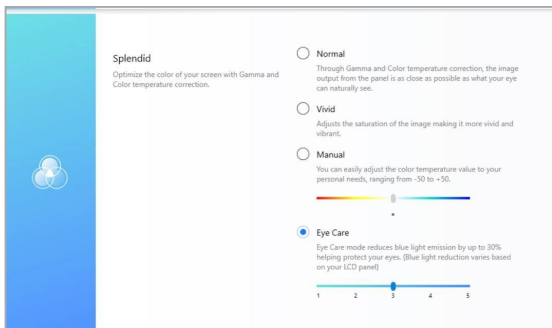 Splendid
Optimize the color of your screen with Gamma and
Color temperature correction.
Normal
Through Gamma and Color temperature correction, the image
output from the panel is as close as possible as what your eye
can naturally see.
Vivid
Adjusts the saturation of the image making it more vivid and
vibrant.
Manual
You can easily adjust the color temperature value to your
personal needs, ranging from -50 to +50.
Eye Care
Eye Care mode reduces blue light emission by up to 30%
helping protect your eyes. (Blue light reduction varies based
on your LCD panel)
1 2 3 4 5